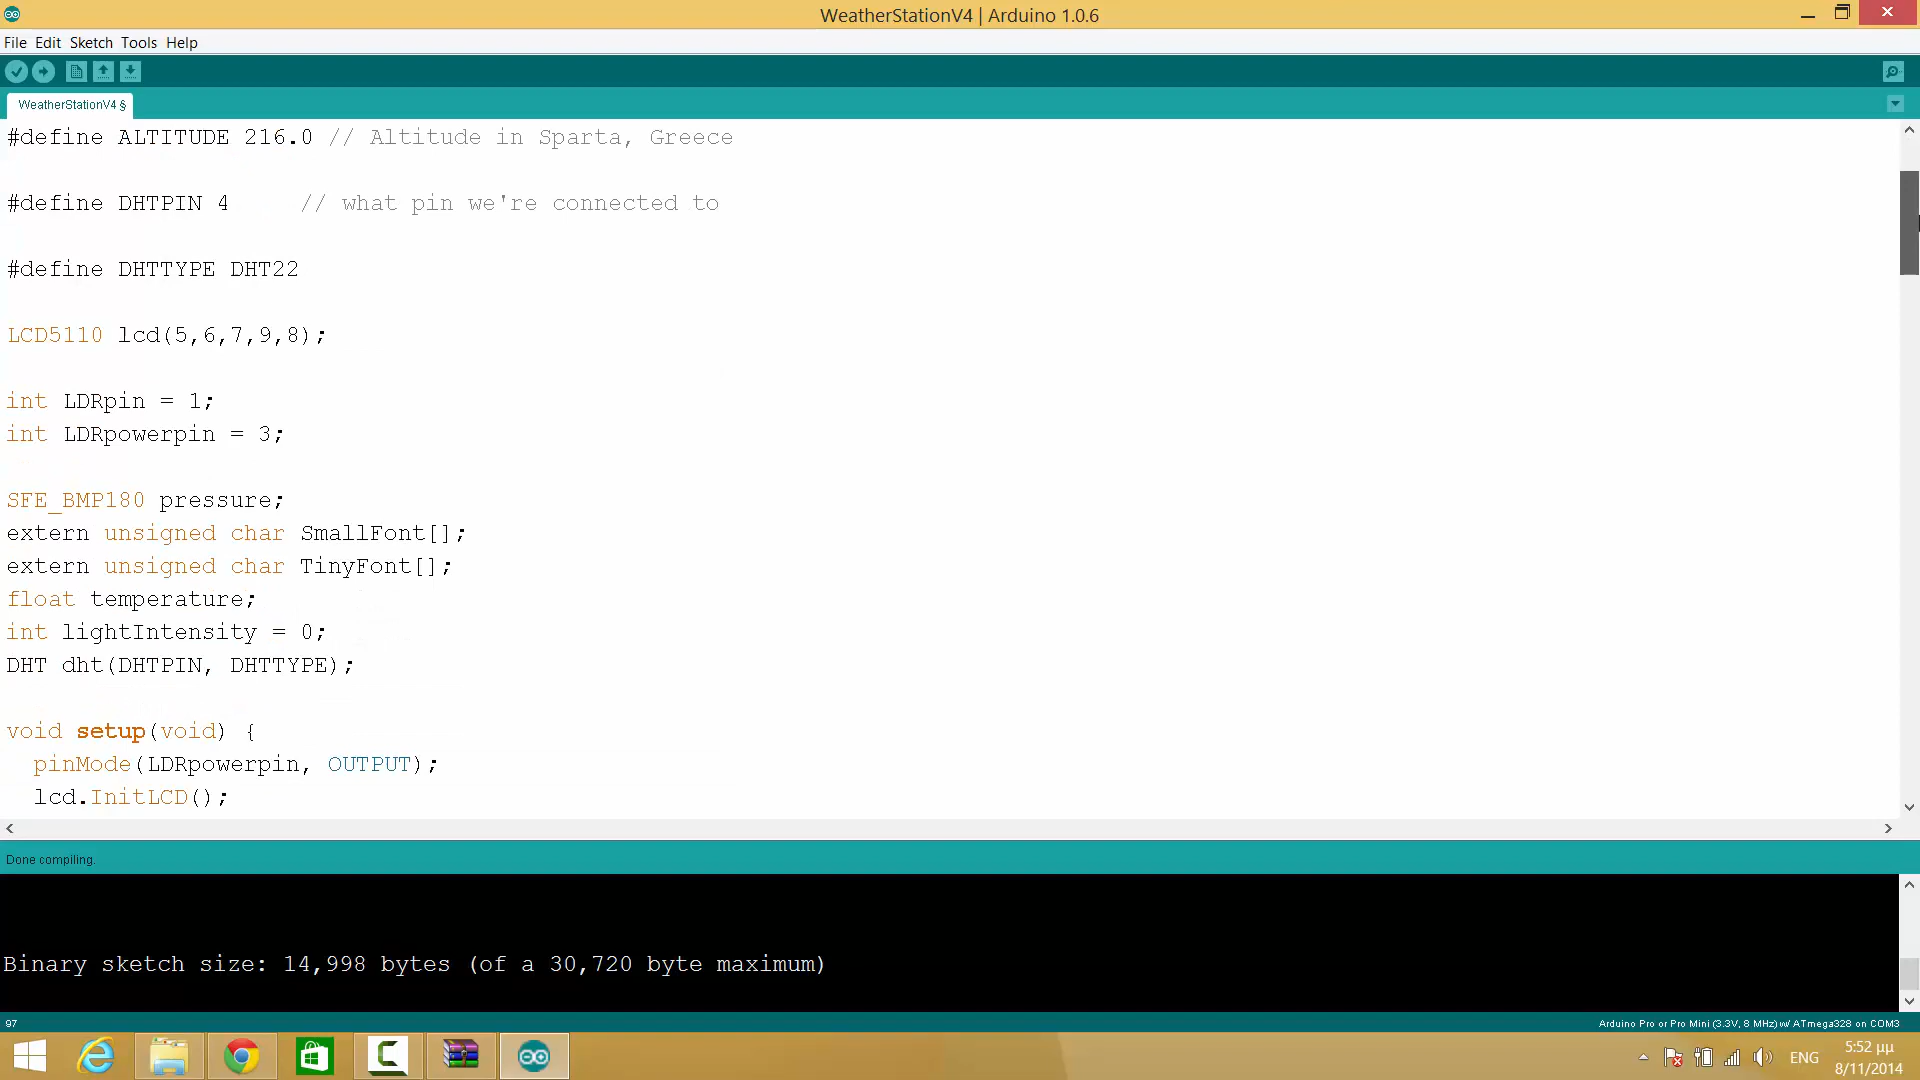 WeatherStationV4 | Arduino 1.0.6
File Edit Sketch Tools Help
WeatherStationV4 §
#define ALTITUDE 216.0 // Altitude in Sparta, Greece
#define DHTPIN 4 // what pin we're connected to
#define DHTTYPE DHT22
LCD5110 lcd(5,6,7,9,8);
int LDRpin = 1;
int LDRpowerpin = 3;
SFE_BMP180 pressure;
extern unsigned char SmallFont[];
extern unsigned char TinyFont[];
float temperature;
int lightIntensity = 0;
DHT dht(DHTPIN, DHTTYPE);
void setup(void) {
pinMode(LDRpowerpin, OUTPUT);
lcd.InitLCD();
Done compiling.
Binary sketch size: 14,998 bytes (of a 30,720 byte maximum)
97
Arduino Pro or Pro Mini (3.3V, 8 MHz) w/ ATmega328 on COM3
ENG
5:52 μμ
8/11/2014